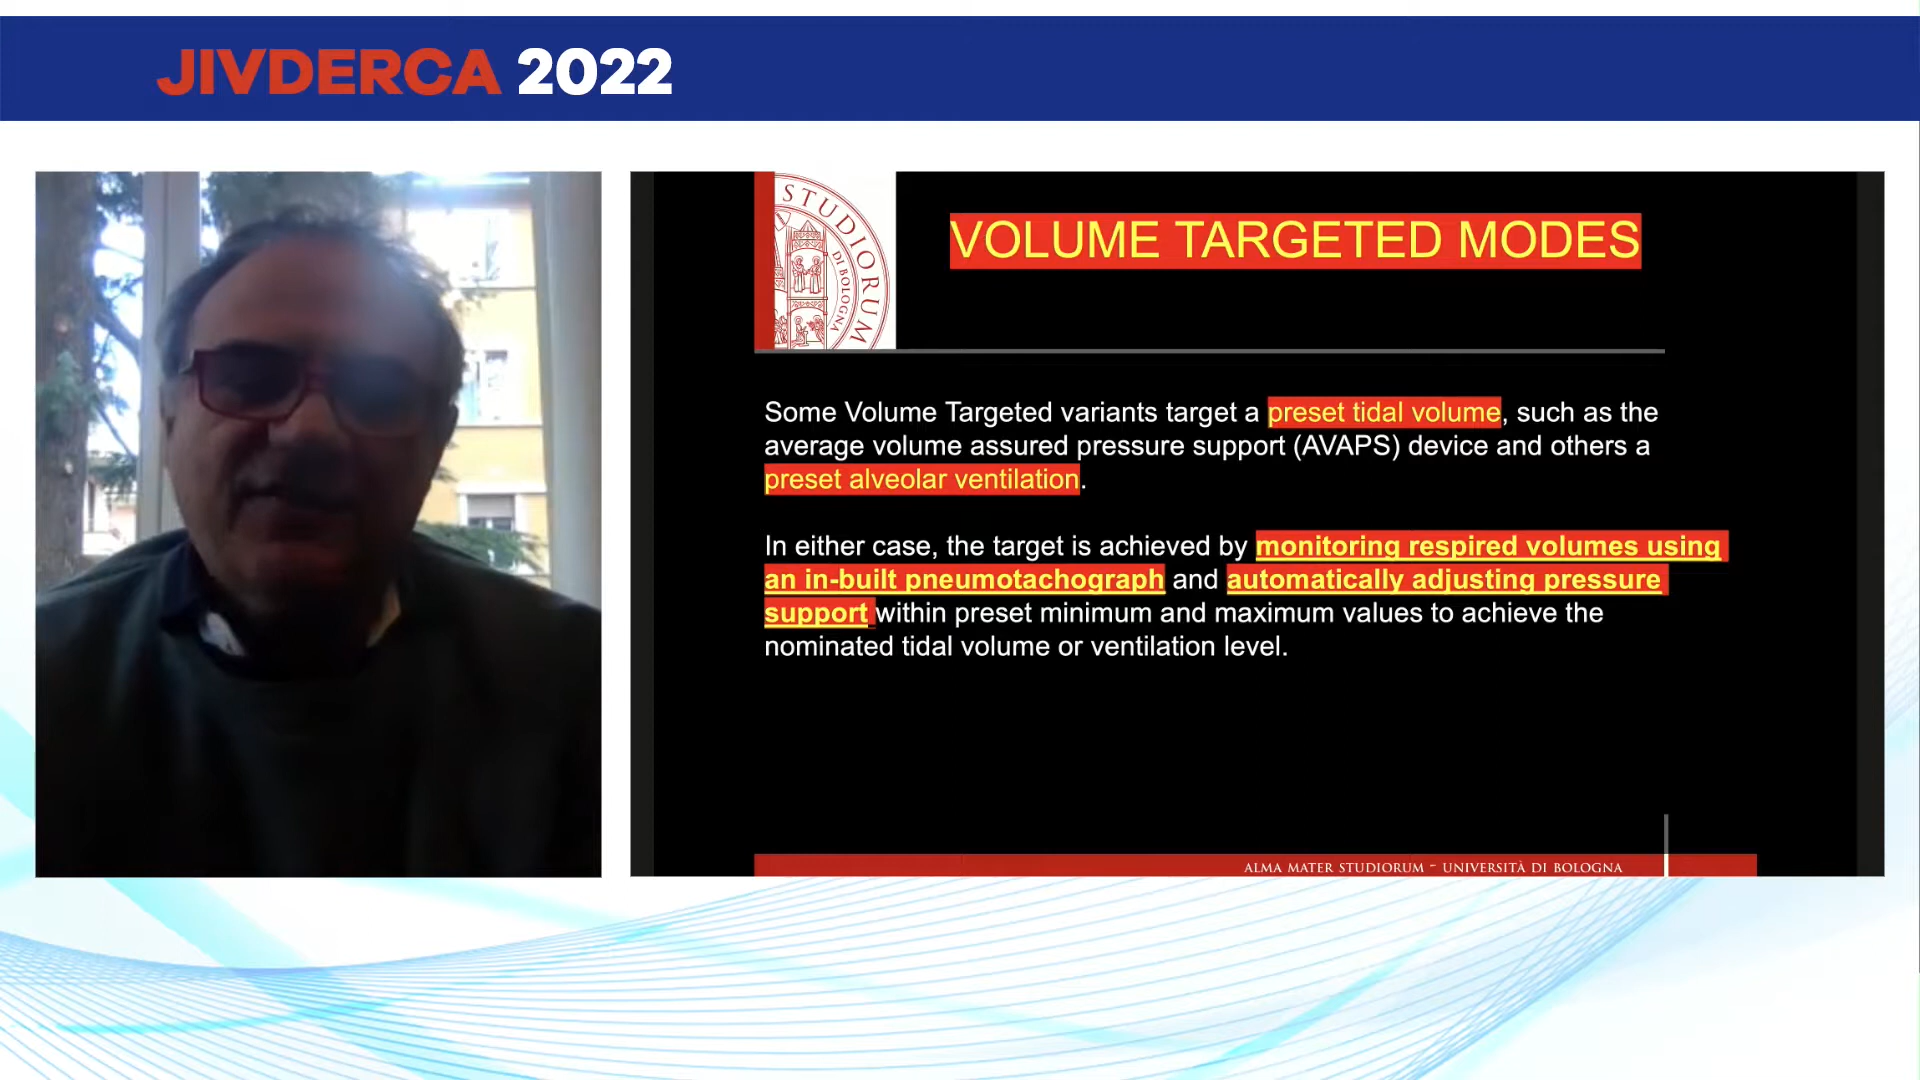 JIVDERCA 2022
STUDIORUM
DI BOLOGNA
VOLUME TARGETED MODES
Some Volume Targeted variants target a preset tidal volume, such as the
average volume assured pressure support (AVAPS) device and others a
preset alveolar ventilation.
In either case, the target is achieved by monitoring respired volumes using
an in-built pneumotachograph and automatically adjusting pressure
support within preset minimum and maximum values to achieve the
nominated tidal volume or ventilation level.
ALMA MATER STUDIORUM ~ UNIVERSITÀ DI BOLOGNA